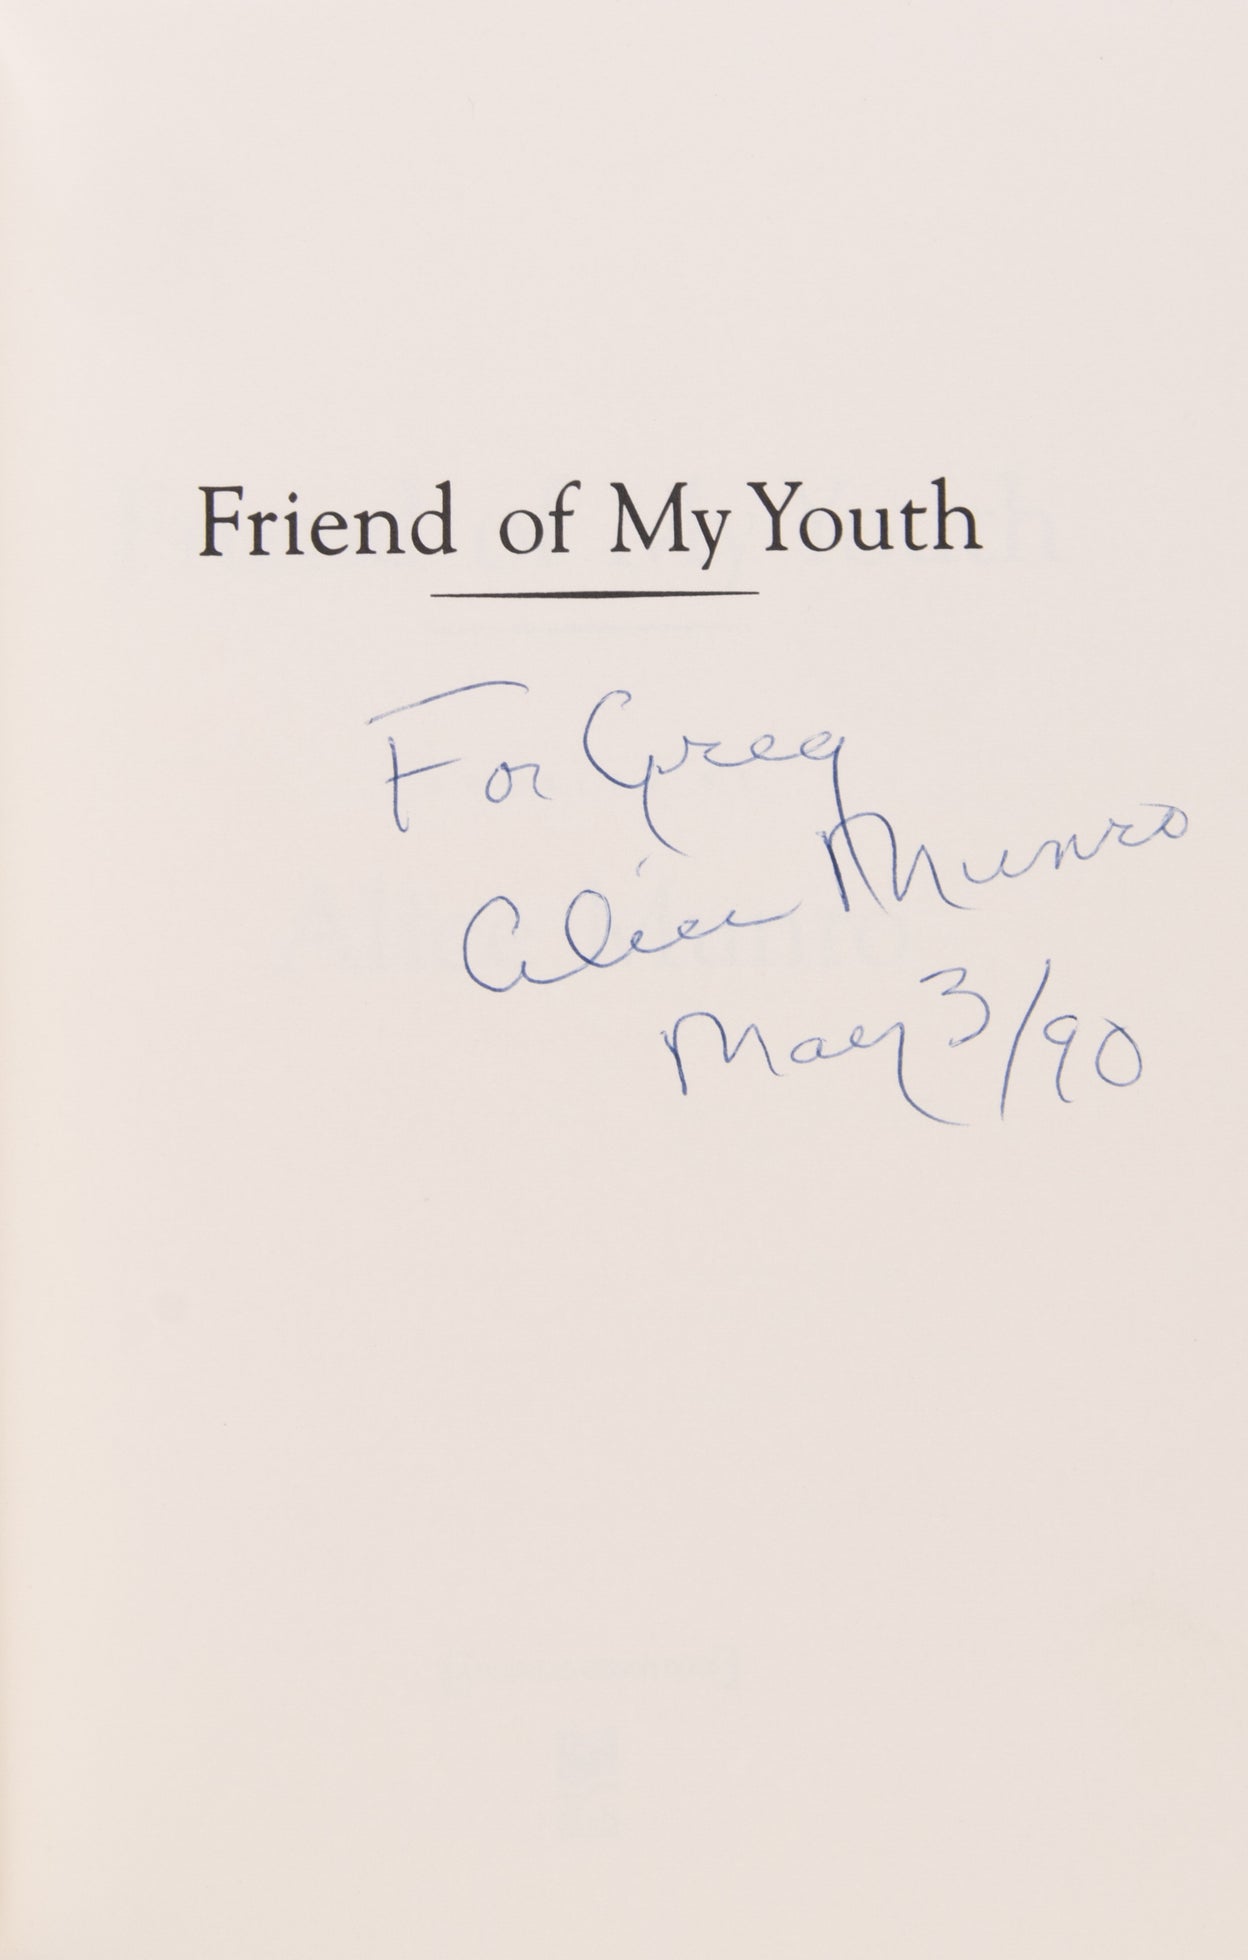 Friend of My Youth
For Greg
Alice Munro
May 3/90